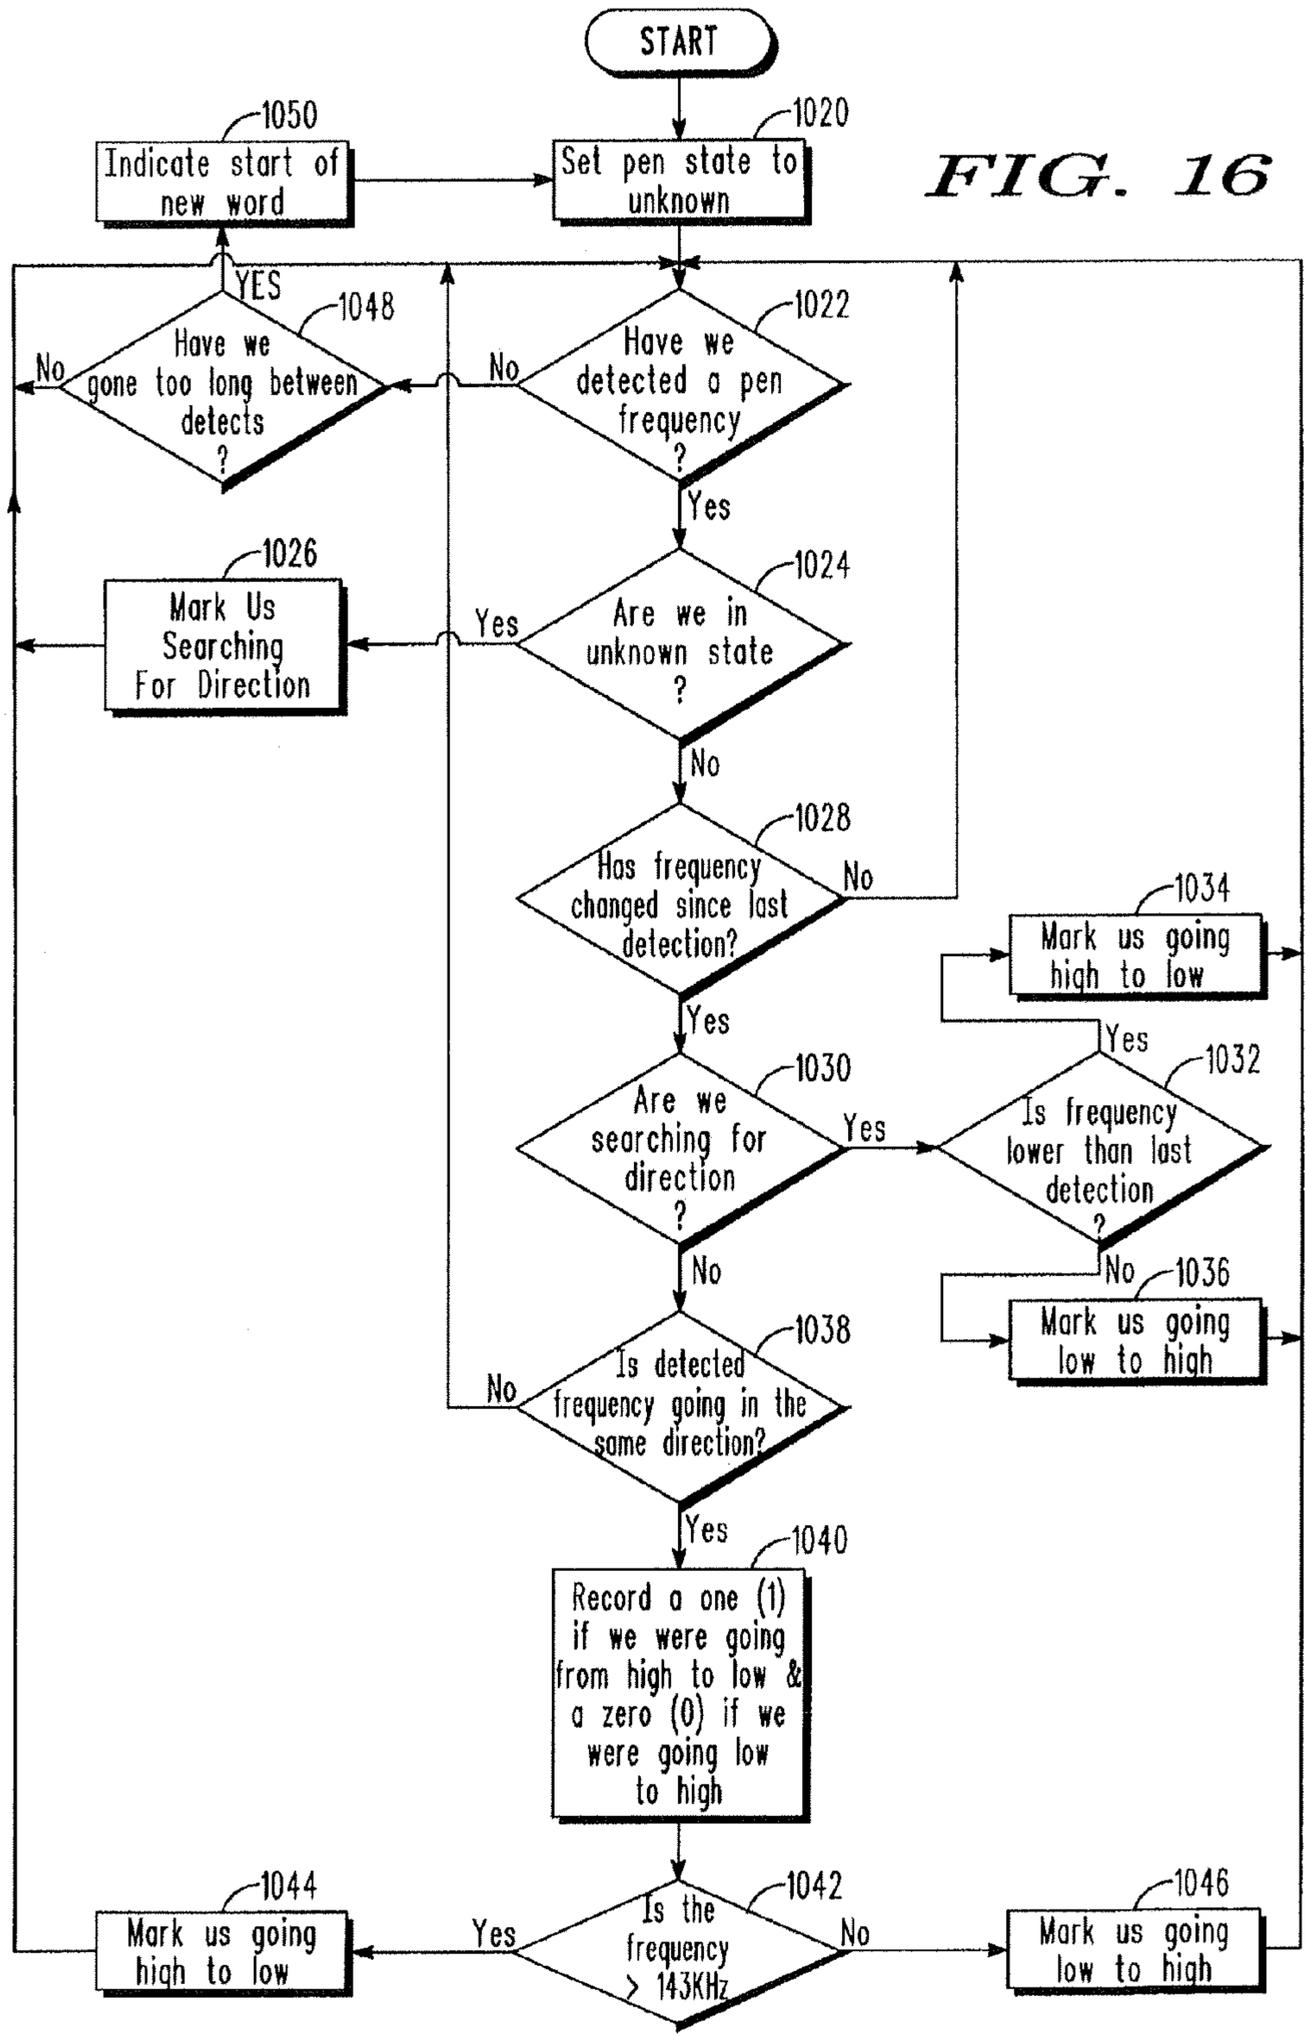 START
1050
1020
Indicate start of
new word
Set pen state to
unknown
FIG. 16
YES
1048
Have we
gone too long between
detects
?
No
1022
Have we
detected a pen
frequency
?
No
Yes
1026
Mark Us
Searching
For Direction
1024
Are we in
unknown state
?
Yes
No
1028
Has frequency
changed since last
detection?
No
Yes
1034
Mark us going
high to low
1030
Are we
searching for
direction
?
Yes
No
Yes
1032
Is frequency
lower than last
detection
?
No
1036
Mark us going
low to high
1038
Is detected
frequency going in the
same direction?
No
Yes
1040
Record a one (1)
if we were going
from high to low &
a zero (0) if we
were going low
to high
1044
Mark us going
high to low
Yes
1042
Is the
frequency
> 143KHz
No
1046
Mark us going
low to high